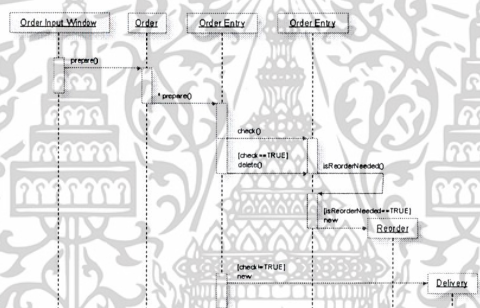 Order Input Window
Order
Order Entry
Order Entry
prepare()
* prepare()
check()
[check==TRUE]
delete()
isReorderNeeded()
[isReorderNeeded==TRUE]
new
Reorder
[check!=TRUE]
new
Delivery